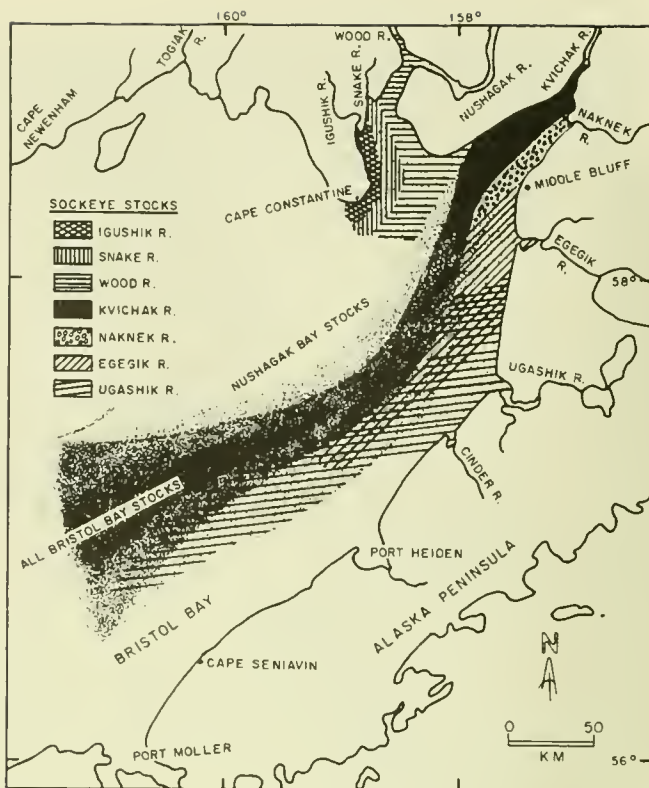 160°
158°
WOOD R.
TOGIAK R.
SNAKE R.
IGUSHIK R.
NUSHAGAK R.
KVICHAK R.
CAPE NEWENHAM
NAKNEK R.
MIDDLE BLUFF
CAPE CONSTANTINE
SOCKEYE STOCKS
IGUSHIK R.
SNAKE R.
WOOD R.
KVICHAK R.
NAKNEK R.
EGEGIK R.
UGASHIK R.
EGEGIK R.
58°
NUSHAGAK BAY STOCKS
UGASHIK R.
CINDER R.
ALL BRISTOL BAY STOCKS
PORT HEIDEN
ALASKA PENINSULA
BRISTOL BAY
CAPE SENIAVIN
N
0 50
KM
PORT MOLLER
56°